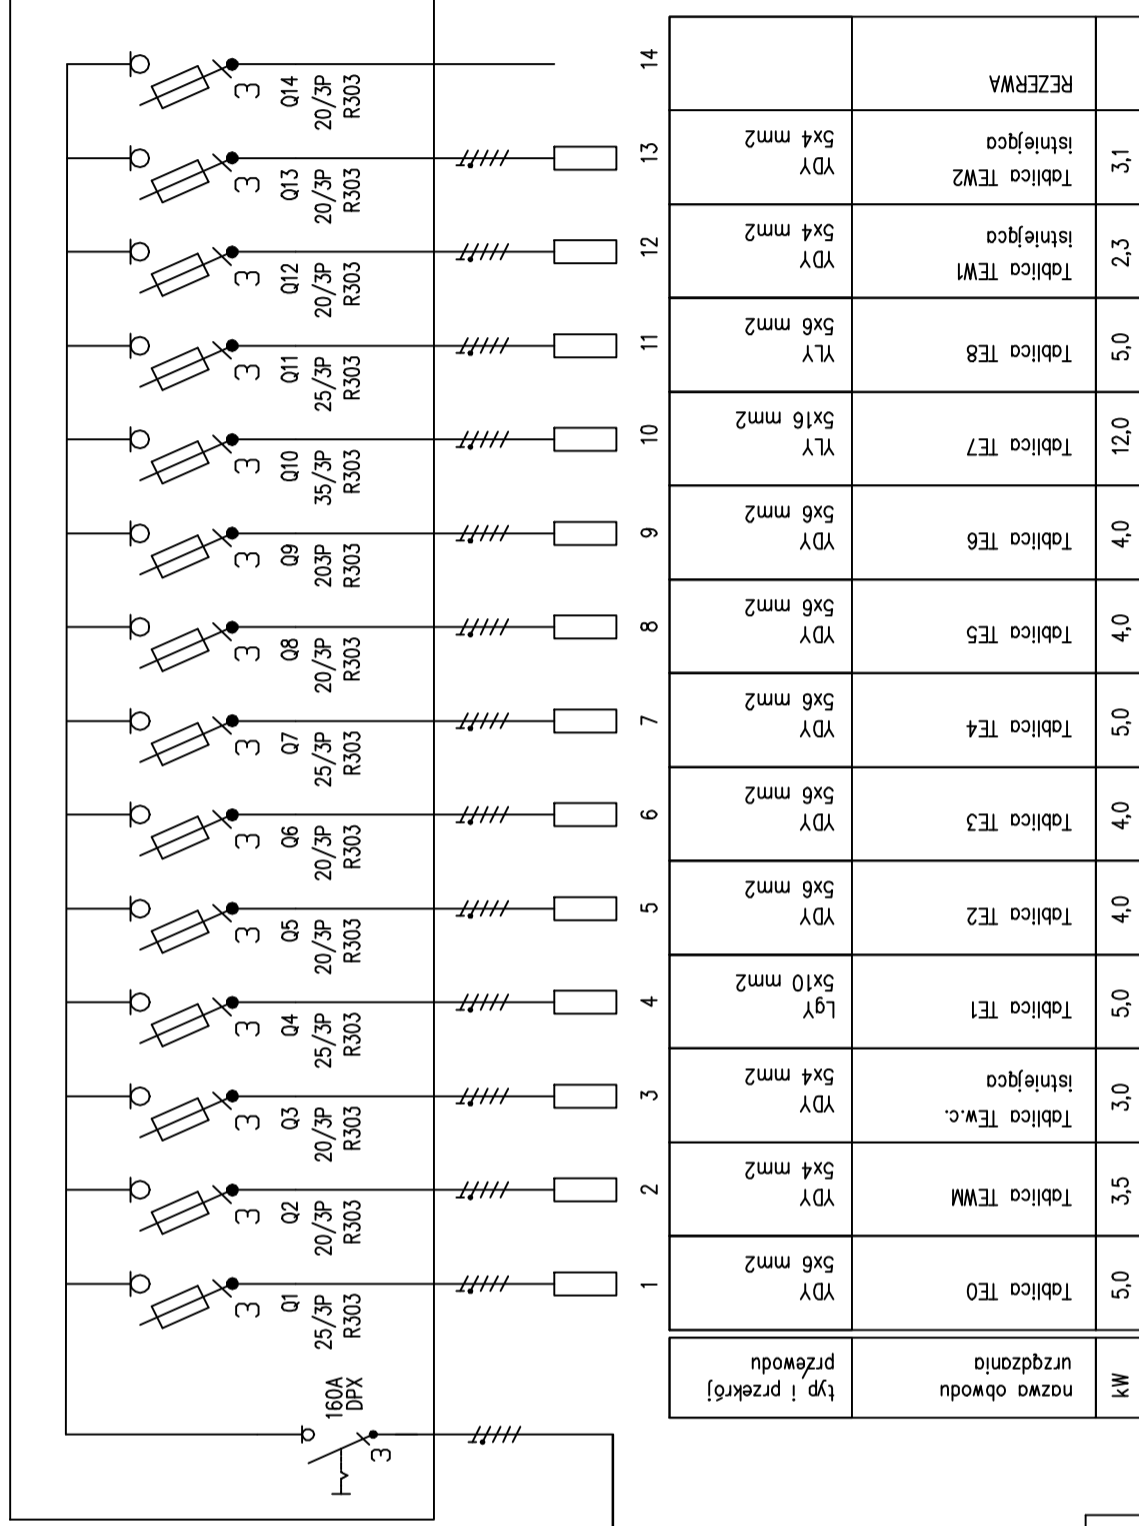 14
Q14
20/3P
R303
3
REZERWA
13
Q13
20/3P
R303
3
YDY
5x4 mm2
Tablica TEW2
istniejąca
3,1
12
Q12
20/3P
R303
3
YDY
5x4 mm2
Tablica TEW1
istniejąca
2,3
11
Q11
25/3P
R303
3
YLY
5x6 mm2
Tablica TE8
5,0
10
Q10
35/3P
R303
3
YLY
5x16 mm2
Tablica TE7
12,0
9
Q9
203P
R303
3
YDY
5x6 mm2
Tablica TE6
4,0
8
Q8
20/3P
R303
3
YDY
5x6 mm2
Tablica TE5
4,0
7
Q7
25/3P
R303
3
YDY
5x6 mm2
Tablica TE4
5,0
6
Q6
20/3P
R303
3
YDY
5x6 mm2
Tablica TE3
4,0
5
Q5
20/3P
R303
3
YDY
5x6 mm2
Tablica TE2
4,0
4
Q4
25/3P
R303
3
LgY
5x10 mm2
Tablica TE1
5,0
3
Q3
20/3P
R303
3
YDY
5x4 mm2
Tablica TEw.c.
istniejąca
3,0
2
Q2
20/3P
R303
3
YDY
5x4 mm2
Tablica TEWM
3,5
1
Q1
25/3P
R303
3
YDY
5x6 mm2
Tablica TE0
5,0
160A
DPX
3
typ i przekrój
przewodu
nazwa obwodu
urządzania
kW